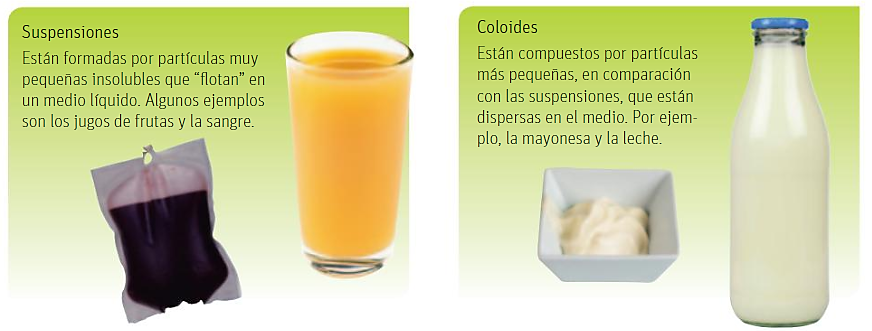 Suspensiones
Están formadas por partículas muy
pequeñas insolubles que “flotan” en
un medio líquido. Algunos ejemplos
son los jugos de frutas y la sangre.
Coloides
Están compuestos por partículas
más pequeñas, en comparación
con las suspensiones, que están
dispersas en el medio. Por ejem-
plo, la mayonesa y la leche.